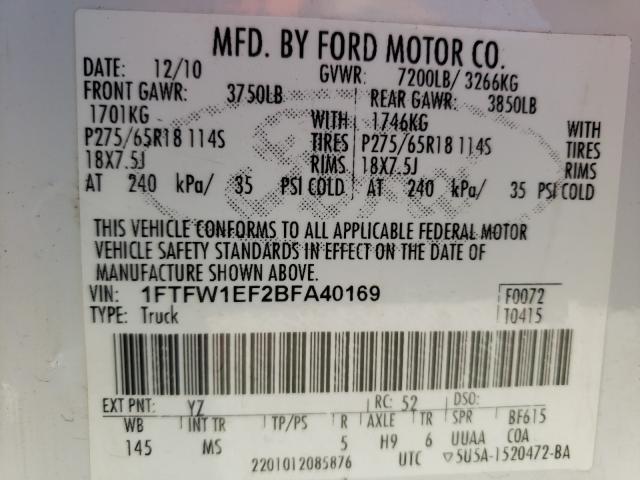 MFD. BY FORD MOTOR CO.
DATE: 12/10 GVWR: 7200LB/ 3266KG
FRONT GAWR: 3750LB REAR GAWR: 3850LB
1701KG WITH 1746KG WITH
P275/65R18 114S TIRES P275/65R18 114S TIRES
18X7.5J RIMS 18X7.5J RIMS
AT 240 kPa/ 35 PSI COLD AT 240 kPa/ 35 PSI COLD
THIS VEHICLE CONFORMS TO ALL APPLICABLE FEDERAL MOTOR
VEHICLE SAFETY STANDARDS IN EFFECT ON THE DATE OF
MANUFACTURE SHOWN ABOVE.
VIN: 1FTFW1EF2BFA40169 F0072
TYPE: Truck T0415
EXT PNT: YZ RC: 52 DSO:
WB INT TR TP/PS R AXLE TR SPR BF615
145 MS 5 H9 6 UUAA COA
2201012085876 UTC ▽5U5A-1520472-BA